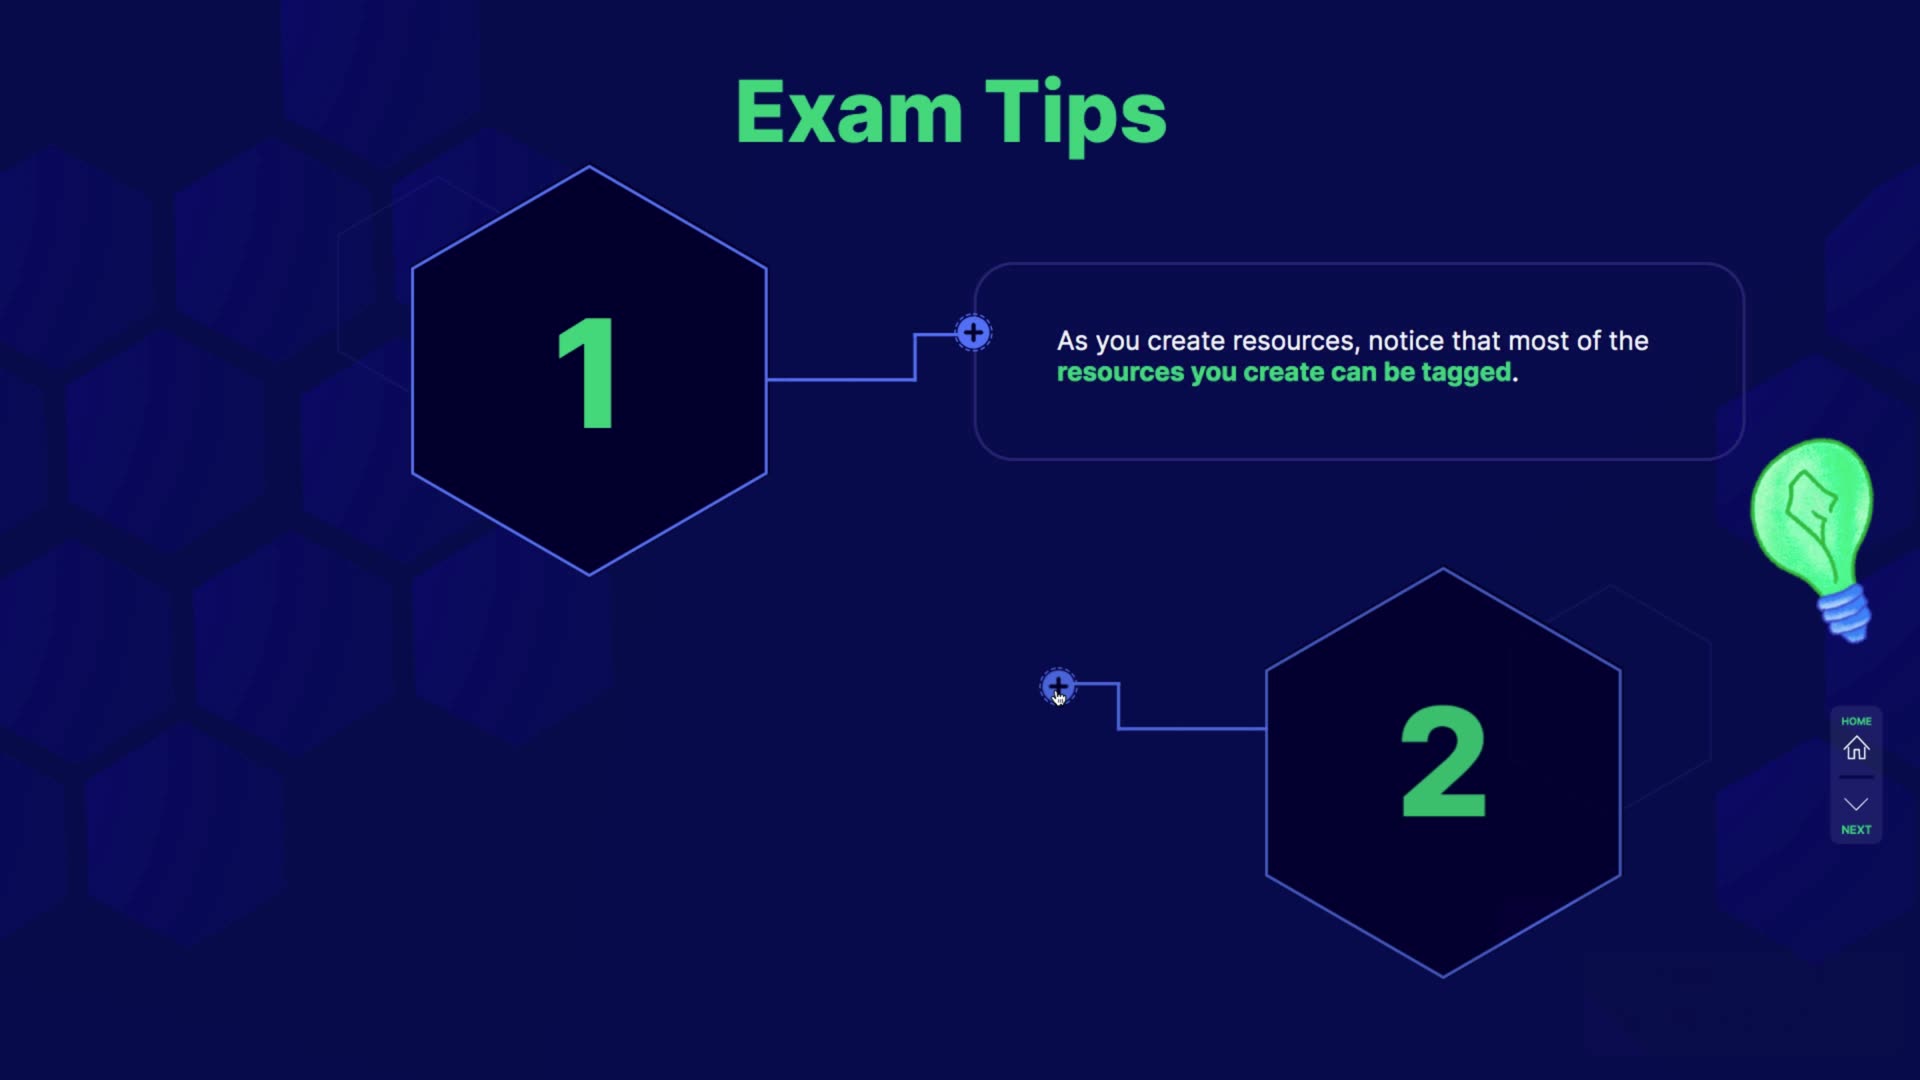 Exam Tips
1
As you create resources, notice that most of the
resources you create can be tagged.
2
HOME
NEXT